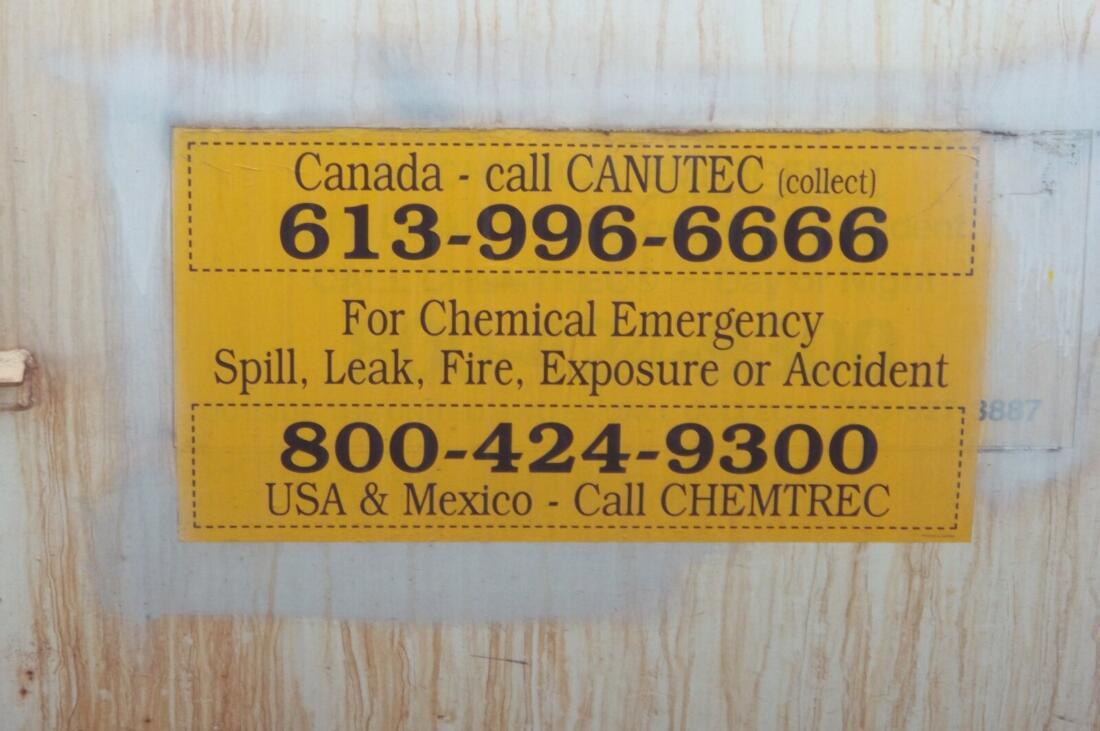 Canada - call CANUTEC (collect)
613-996-6666
For Chemical Emergency
Spill, Leak, Fire, Exposure or Accident
800-424-9300
USA & Mexico - Call CHEMTREC
8887